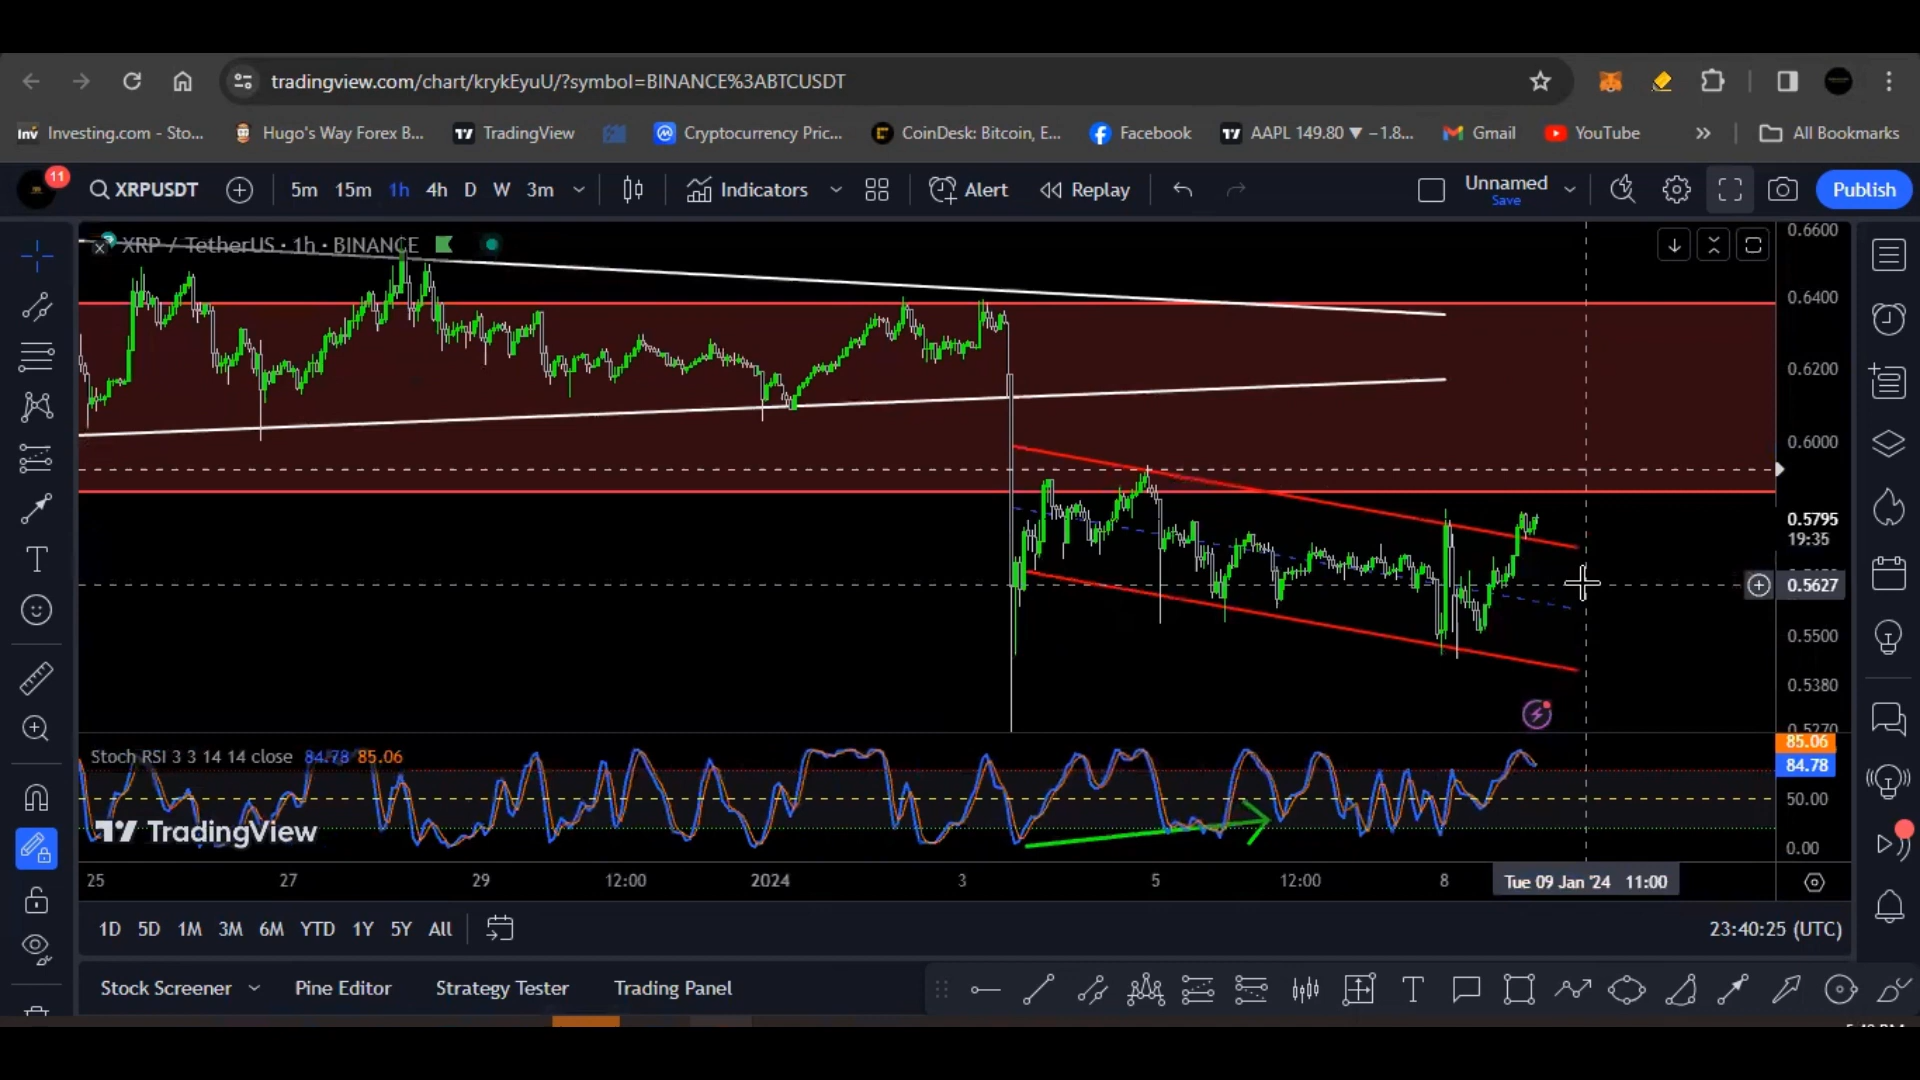 tradingview.com/chart/krykEyuU/?symbol=BINANCE%3ABTCUSDT
Inv Investing.com - Sto... Hugo's Way Forex B... TradingView Cryptocurrency Pric... CoinDesk: Bitcoin, E... Facebook AAPL 149.80 ▼ −1.8... Gmail YouTube » All Bookmarks
11 XRPUSDT 5m 15m 1h 4h D W 3m Indicators Alert Replay Unnamed Save Publish
XRP / TetherUS · 1h · BINANCE
0.6600
0.6400
0.6200
0.6000
0.5795
19:35
0.5627
0.5500
0.5380
0.5270
Stoch RSI 3 3 14 14 close 84.78 85.06
85.06
84.78
50.00
0.00
TradingView
25 27 29 12:00 2024 3 5 12:00 8 Tue 09 Jan '24 11:00
1D 5D 1M 3M 6M YTD 1Y 5Y All 23:40:25 (UTC)
Stock Screener Pine Editor Strategy Tester Trading Panel